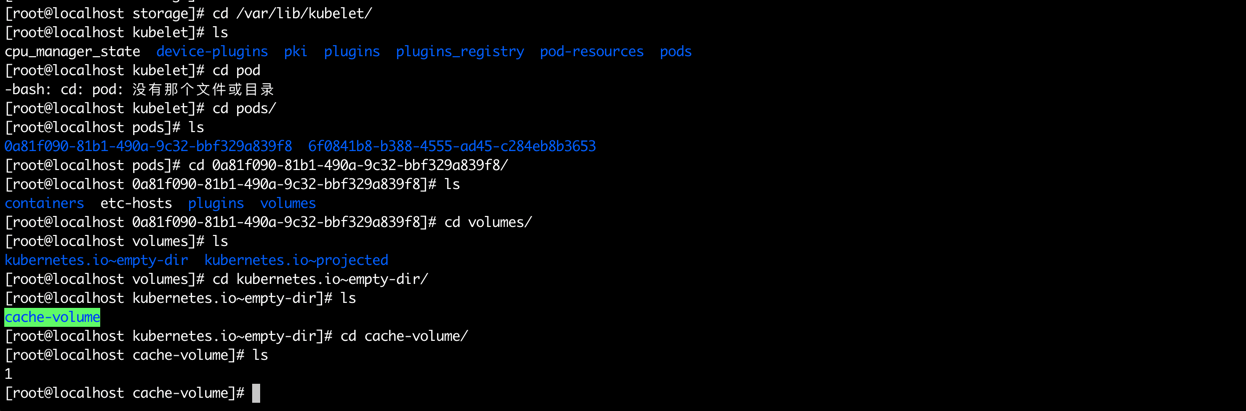 [root@localhost storage]# cd /var/lib/kubelet/
[root@localhost kubelet]# ls
cpu_manager_state  device-plugins  pki  plugins  plugins_registry  pod-resources  pods
[root@localhost kubelet]# cd pod
-bash: cd: pod: 没有那个文件或目录
[root@localhost kubelet]# cd pods/
[root@localhost pods]# ls
0a81f090-81b1-490a-9c32-bbf329a839f8  6f0841b8-b388-4555-ad45-c284eb8b3653
[root@localhost pods]# cd 0a81f090-81b1-490a-9c32-bbf329a839f8/
[root@localhost 0a81f090-81b1-490a-9c32-bbf329a839f8]# ls
containers  etc-hosts  plugins  volumes
[root@localhost 0a81f090-81b1-490a-9c32-bbf329a839f8]# cd volumes/
[root@localhost volumes]# ls
kubernetes.io~empty-dir  kubernetes.io~projected
[root@localhost volumes]# cd kubernetes.io~empty-dir/
[root@localhost kubernetes.io~empty-dir]# ls
cache-volume
[root@localhost kubernetes.io~empty-dir]# cd cache-volume/
[root@localhost cache-volume]# ls
1
[root@localhost cache-volume]#